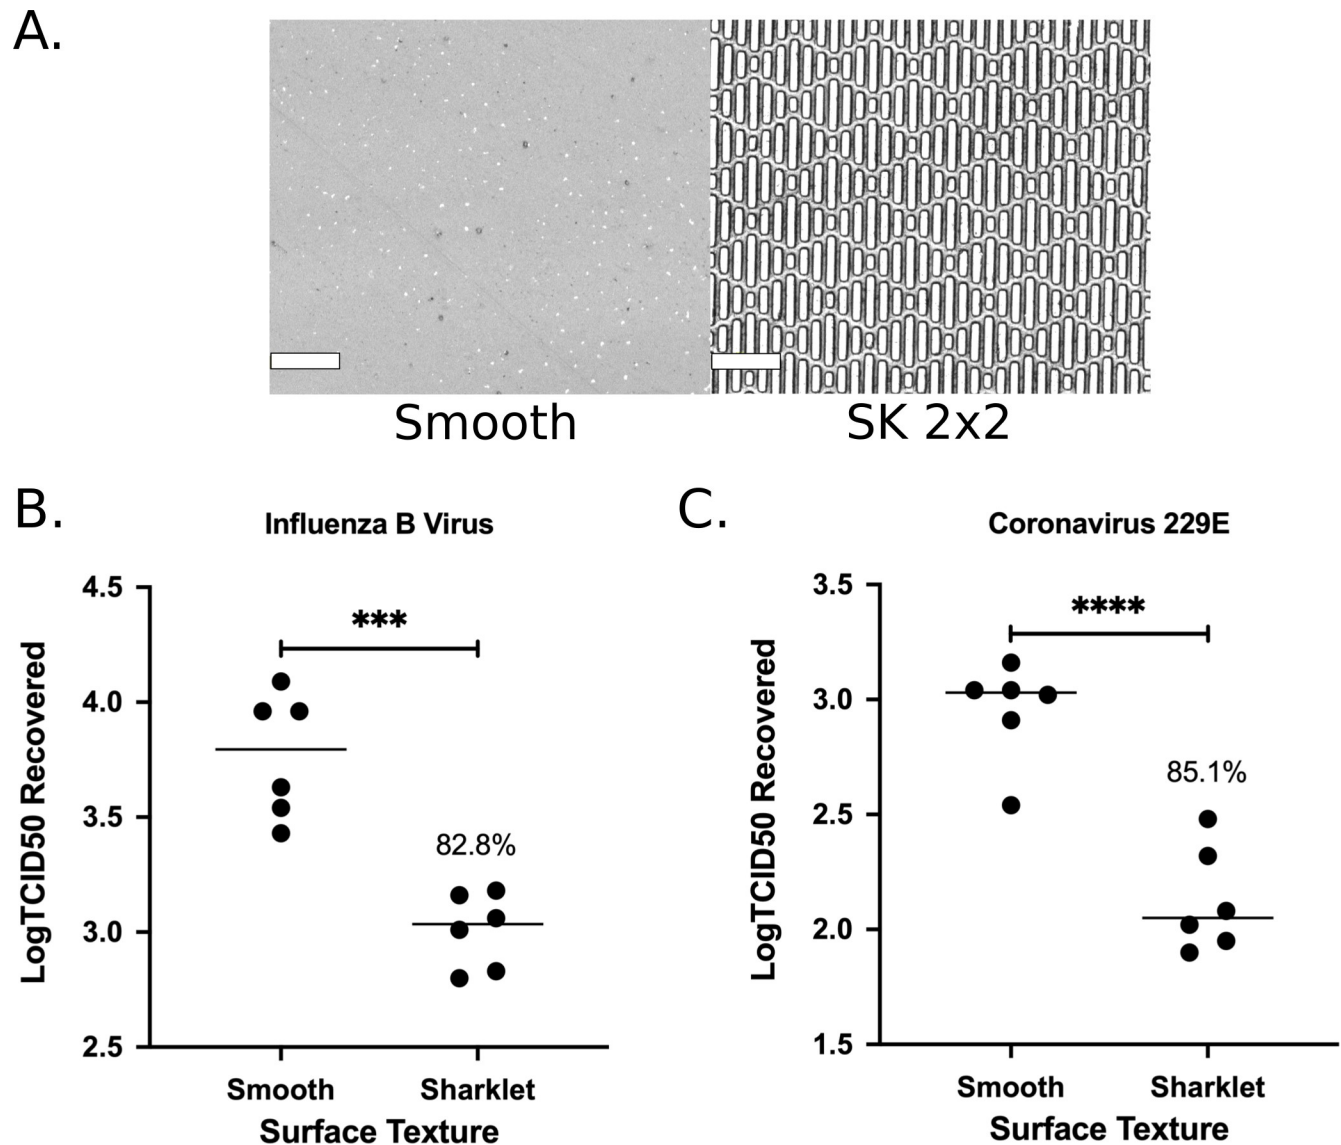 A.
Smooth
SK 2x2
B.
Influenza B Virus
LogTCID50 Recovered
4.5
4.0
3.5
3.0
2.5
***
82.8%
Smooth
Sharklet
Surface Texture
C.
Coronavirus 229E
LogTCID50 Recovered
3.5
3.0
2.5
2.0
1.5
****
85.1%
Smooth
Sharklet
Surface Texture